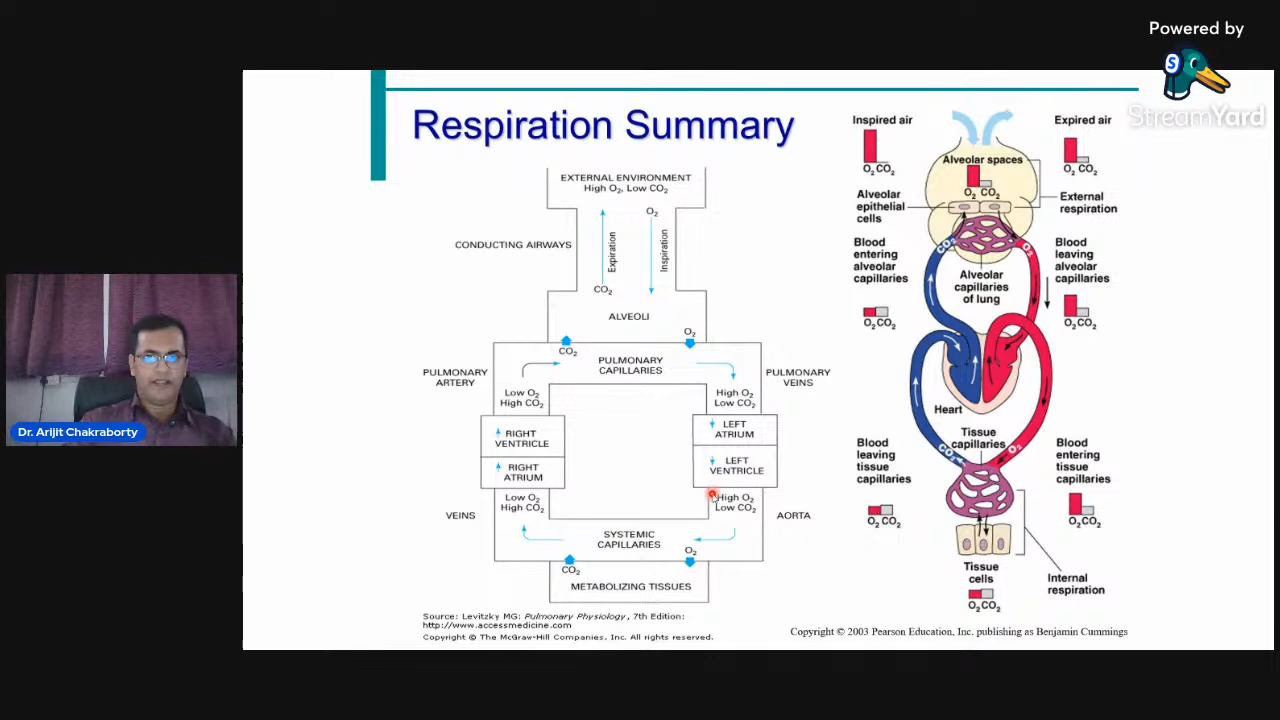 Powered by
StreamYard
Respiration Summary
EXTERNAL ENVIRONMENT
High O₂, Low CO₂
O₂
CONDUCTING AIRWAYS
Expiration
Inspiration
CO₂
ALVEOLI
O₂
CO₂
PULMONARY
CAPILLARIES
PULMONARY
ARTERY
PULMONARY
VEINS
Low O₂
High CO₂
High O₂
Low CO₂
RIGHT
VENTRICLE
LEFT
ATRIUM
RIGHT
ATRIUM
LEFT
VENTRICLE
Low O₂
High CO₂
High O₂
Low CO₂
VEINS
AORTA
SYSTEMIC
CAPILLARIES
O₂
CO₂
METABOLIZING TISSUES
Source: Levitzky MG: Pulmonary Physiology, 7th Edition:
http://www.accessmedicine.com
Copyright © The McGraw-Hill Companies, Inc. All rights reserved.
Inspired air
O₂ CO₂
Expired air
O₂ CO₂
Alveolar spaces
O₂ CO₂
Alveolar
epithelial
cells
External
respiration
CO₂
O₂
Blood
entering
alveolar
capillaries
O₂ CO₂
Alveolar
capillaries
of lung
Blood
leaving
alveolar
capillaries
O₂ CO₂
Heart
Tissue
capillaries
CO₂
O₂
Blood
leaving
tissue
capillaries
O₂ CO₂
Blood
entering
tissue
capillaries
O₂ CO₂
Tissue
cells
O₂ CO₂
Internal
respiration
Copyright © 2003 Pearson Education, Inc. publishing as Benjamin Cummings
Dr. Arijit Chakraborty
S